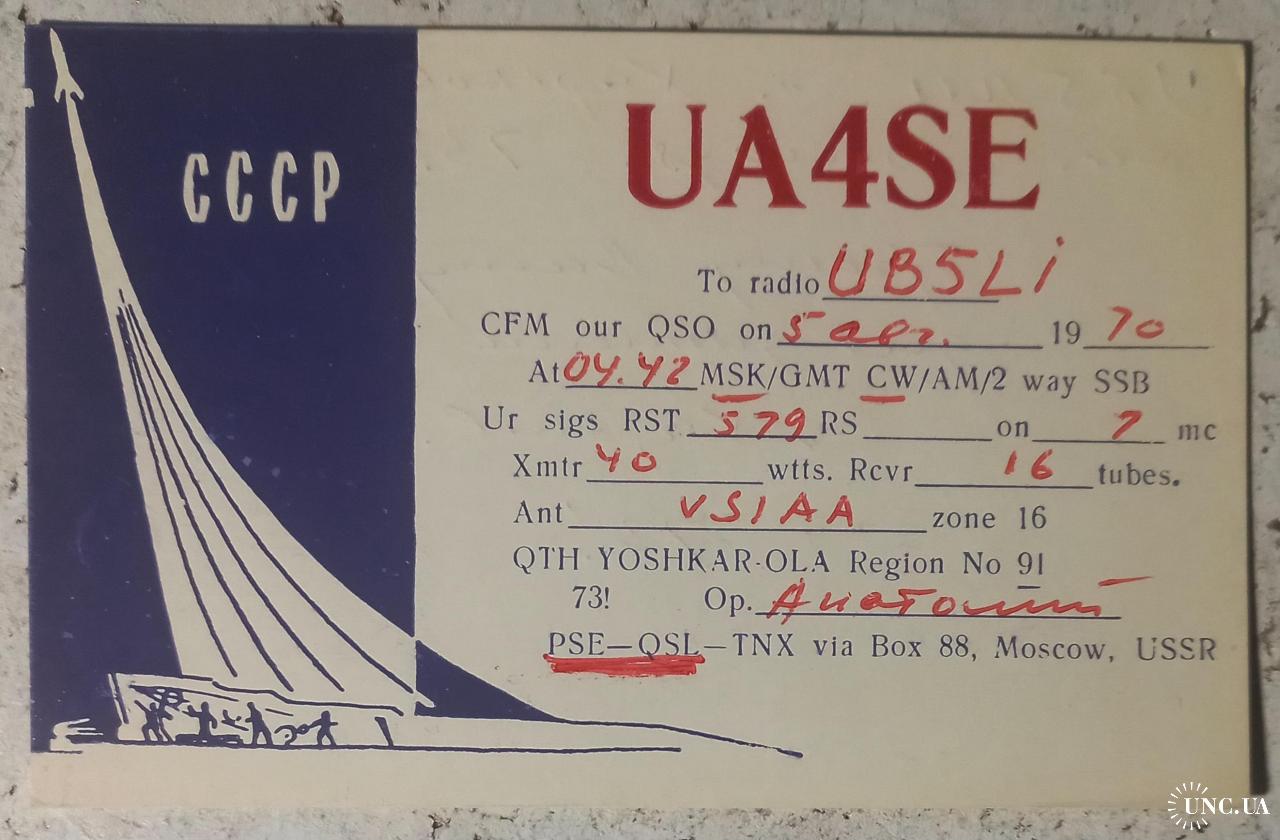 СССР
UA4SE
To radio UB5Li
CFM our QSO on 5 авг. 1970
At 04.42 MSK/GMT CW/AM/2 way SSB
Ur sigs RST 579 RS on 7 mc
Xmtr 40 wtts. Rcvr 16 tubes.
Ant VS1AA zone 16
QTH YOSHKAR-OLA Region No 91
73! Op. Анатолий
PSE—QSL—TNX via Box 88, Moscow, USSR
UNC.UA